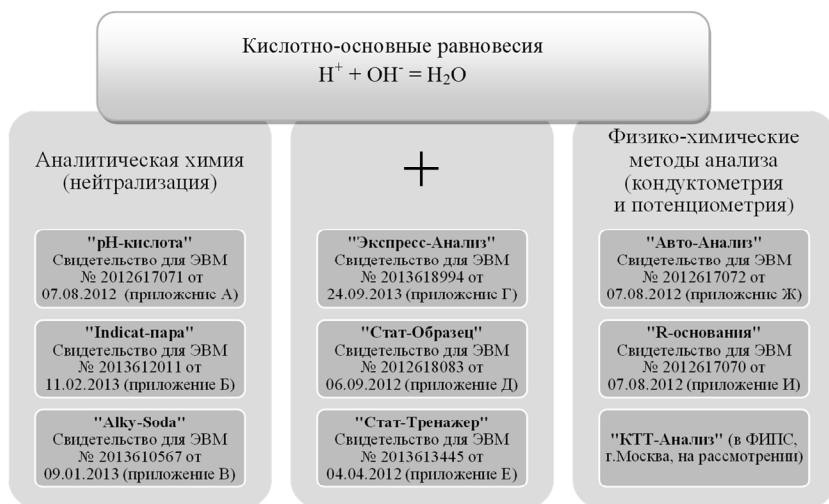 Кислотно-основные равновесия
H⁺ + OH⁻ = H₂O
Аналитическая химия
(нейтрализация)
"pH-кислота"
Свидетельство для ЭВМ
№ 2012617071 от
07.08.2012 (приложение А)
"Indicat-пара"
Свидетельство для ЭВМ
№ 2013612011 от
11.02.2013 (приложение Б)
"Alky-Soda"
Свидетельство для ЭВМ
№ 2013610567 от
09.01.2013 (приложение В)
+
"Экспресс-Анализ"
Свидетельство для ЭВМ
№ 2013618994 от
24.09.2013 (приложение Г)
"Стат-Образец"
Свидетельство для ЭВМ
№ 2012618083 от
06.09.2012 (приложение Д)
"Стат-Тренажер"
Свидетельство для ЭВМ
№ 2013613445 от
04.04.2012 (приложение Е)
Физико-химические
методы анализа
(кондуктометрия
и потенциометрия)
"Авто-Анализ"
Свидетельство для ЭВМ
№ 2012617072 от
07.08.2012 (приложение Ж)
"R-основания"
Свидетельство для ЭВМ
№ 2012617070 от
07.08.2012 (приложение И)
"КТТ-Анализ" (в ФИПС,
г.Москва, на рассмотрении)